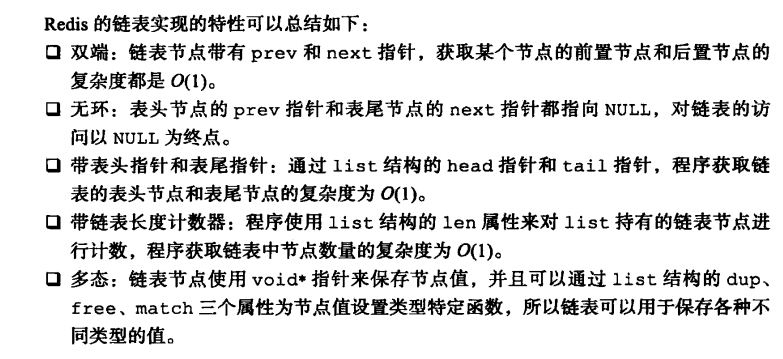 Redis 的链表实现的特性可以总结如下：
❑ 双端：链表节点带有 prev 和 next 指针，获取某个节点的前置节点和后置节点的
复杂度都是 O(1)。
❑ 无环：表头节点的 prev 指针和表尾节点的 next 指针都指向 NULL，对链表的访
问以 NULL 为终点。
❑ 带表头指针和表尾指针：通过 list 结构的 head 指针和 tail 指针，程序获取链
表的表头节点和表尾节点的复杂度为 O(1)。
❑ 带链表长度计数器：程序使用 list 结构的 len 属性来对 list 持有的链表节点进
行计数，程序获取链表中节点数量的复杂度为 O(1)。
❑ 多态：链表节点使用 void* 指针来保存节点值，并且可以通过 list 结构的 dup、
free、match 三个属性为节点值设置类型特定函数，所以链表可以用于保存各种不
同类型的值。